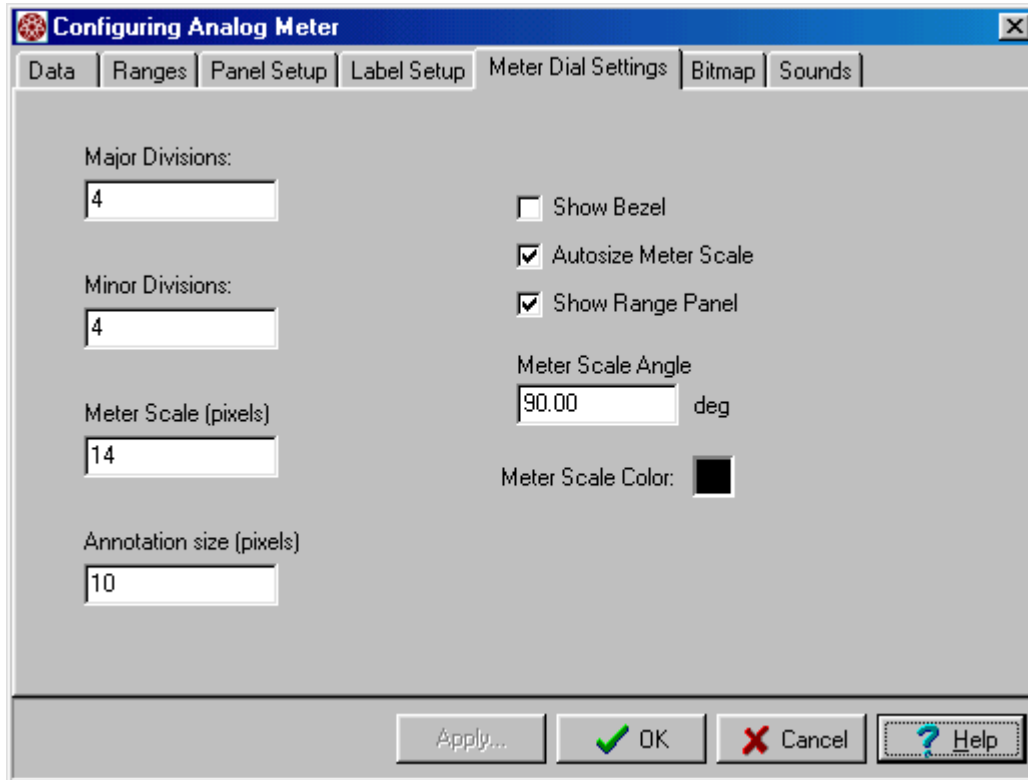 Configuring Analog Meter
Data Ranges Panel Setup Label Setup Meter Dial Settings Bitmap Sounds
Major Divisions:
4
Minor Divisions:
4
Meter Scale (pixels)
14
Annotation size (pixels)
10
Show Bezel
Autosize Meter Scale
Show Range Panel
Meter Scale Angle
90.00 deg
Meter Scale Color:
Apply... OK Cancel Help